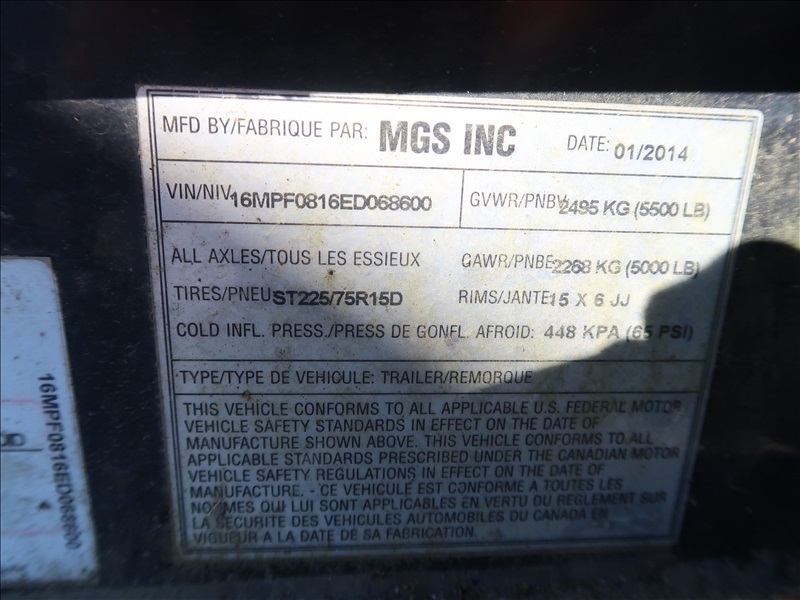 MFD BY/FABRIQUE PAR: MGS INC DATE: 01/2014
VIN/NIV 16MPF0816ED068600 GVWR/PNBV 2495 KG (5500 LB)
ALL AXLES/TOUS LES ESSIEUX GAWR/PNBE 2268 KG (5000 LB)
TIRES/PNEU ST225/75R15D RIMS/JANTE 15 X 6 JJ
COLD INFL. PRESS./PRESS DE GONFL. AFROID: 448 KPA (65 PSI)
TYPE/TYPE DE VEHICULE: TRAILER/REMORQUE
THIS VEHICLE CONFORMS TO ALL APPLICABLE U.S. FEDERAL MOTOR
VEHICLE SAFETY STANDARDS IN EFFECT ON THE DATE OF
MANUFACTURE SHOWN ABOVE. THIS VEHICLE CONFORMS TO ALL
APPLICABLE STANDARDS PRESCRIBED UNDER THE CANADIAN MOTOR
VEHICLE SAFETY REGULATIONS IN EFFECT ON THE DATE OF
MANUFACTURE. - CE VEHICULE EST CONFORME A TOUTES LES
NORMES QUI LUI SONT APPLICABLES EN VERTU DU REGLEMENT SUR
LA SECURITE DES VEHICULES AUTOMOBILES DU CANADA EN
VIGUEUR A LA DATE DE SA FABRICATION.
16MPF0816ED068600